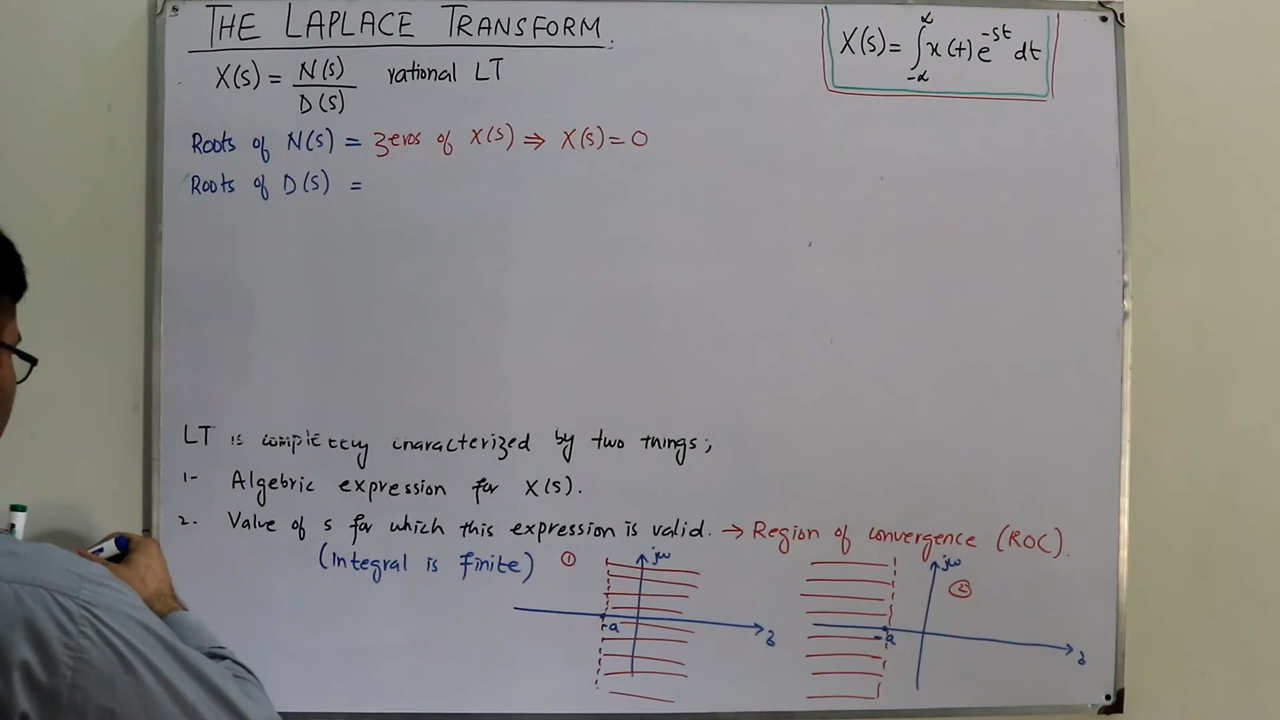 THE LAPLACE TRANSFORM.
X(s) = ∫_{-∞}^{∞} x(t) e^{-st} dt
X(s) = N(s) / D(s) rational LT
Roots of N(s) = Zeros of X(s) ⇒ X(s) = 0
Roots of D(s) =
LT is completely characterized by two things;
1- Algebric expression for X(s).
2. Value of s for which this expression is valid. → Region of convergence (ROC).
(Integral is finite)
① jω
-a
jω ②
-a